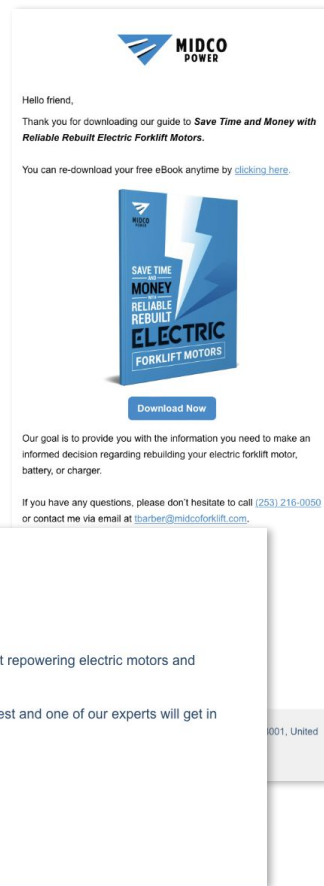 MIDCO
POWER
Hello friend,
Thank you for downloading our guide to Save Time and Money with
Reliable Rebuilt Electric Forklift Motors.
You can re-download your free eBook anytime by clicking here.
MIDCO
POWER
SAVE TIME
AND
MONEY
WITH
RELIABLE
REBUILT
ELECTRIC
FORKLIFT MOTORS
Download Now
Our goal is to provide you with the information you need to make an
informed decision regarding rebuilding your electric forklift motor,
battery, or charger.
If you have any questions, please don't hesitate to call (253) 216-0050
or contact me via email at tbarber@midcoforklift.com.
t repowering electric motors and
est and one of our experts will get in
001, United